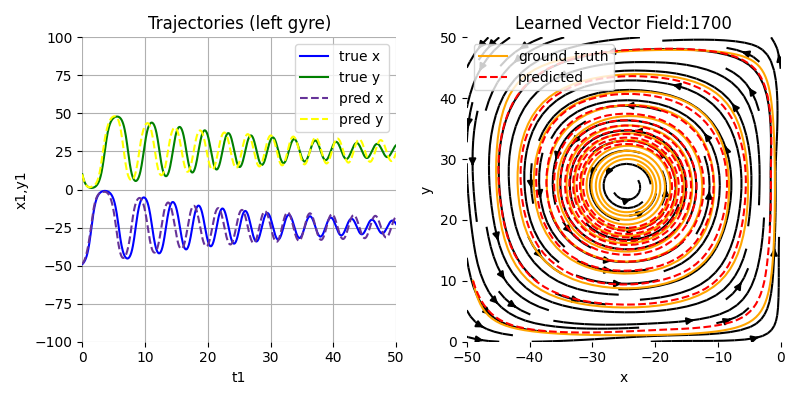 Trajectories (left gyre)
100
75
50
25
0
−25
−50
−75
−100
x1,y1
0
10
20
30
40
50
t1
true x
true y
pred x
pred y
Learned Vector Field:1700
50
40
30
20
10
0
y
−50
−40
−30
−20
−10
0
x
ground_truth
predicted